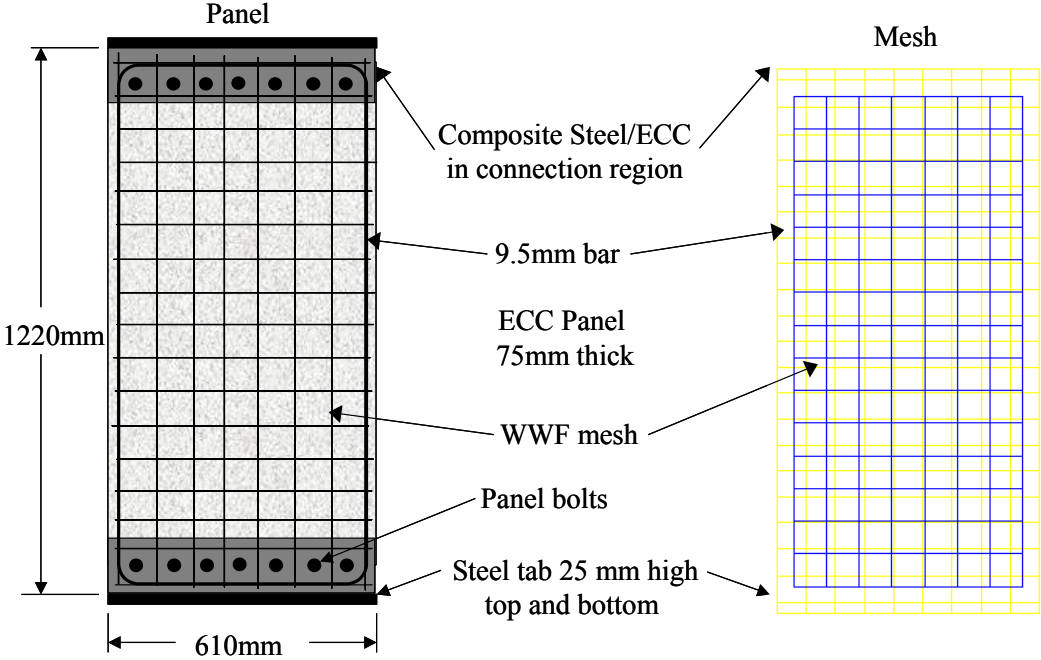 Panel
Mesh
Composite Steel/ECC
in connection region
9.5mm bar
ECC Panel
75mm thick
1220mm
WWF mesh
Panel bolts
Steel tab 25 mm high
top and bottom
610mm